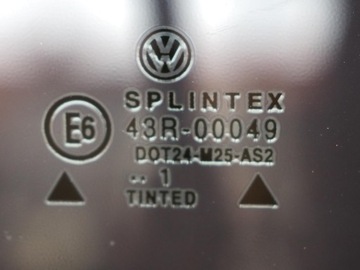 SPLINTEX
E6 43R-00049
DOT24-M25-AS2
.. 1
TINTED